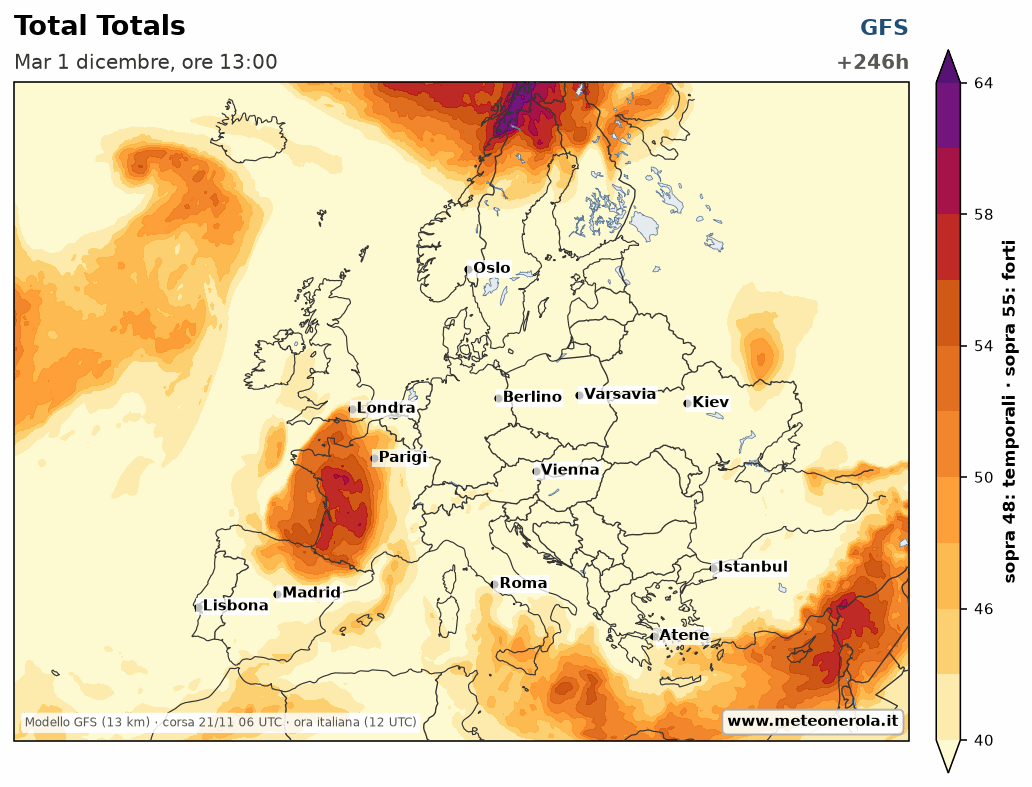 Total Totals
GFS
Mar 1 dicembre, ore 13:00
+246h
Oslo
Londra
Berlino
Varsavia
Kiev
Parigi
Vienna
Istanbul
Roma
Madrid
Lisbona
Atene
Modello GFS (13 km) · corsa 21/11 06 UTC · ora italiana (12 UTC)
www.meteonerola.it
64
58
54
50
46
40
sopra 48: temporali · sopra 55: forti